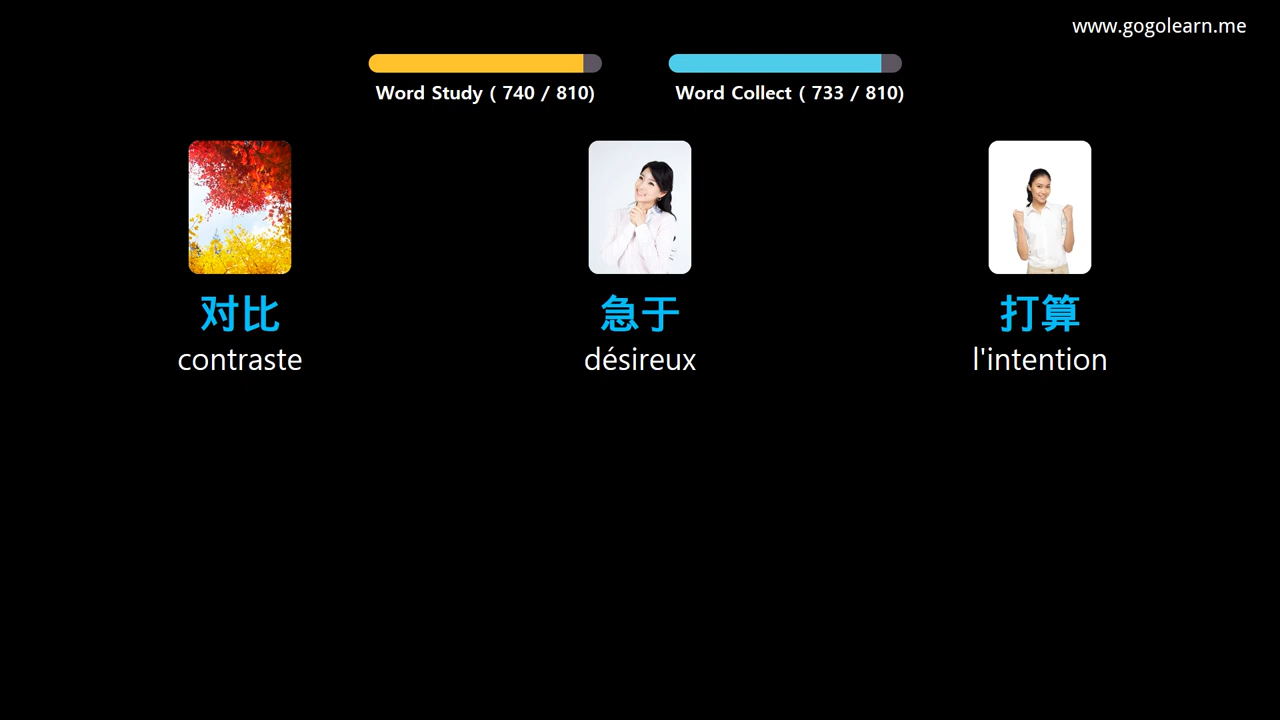 www.gogolearn.me
Word Study ( 740 / 810)
Word Collect ( 733 / 810)
对比
contraste
急于
désireux
打算
l'intention